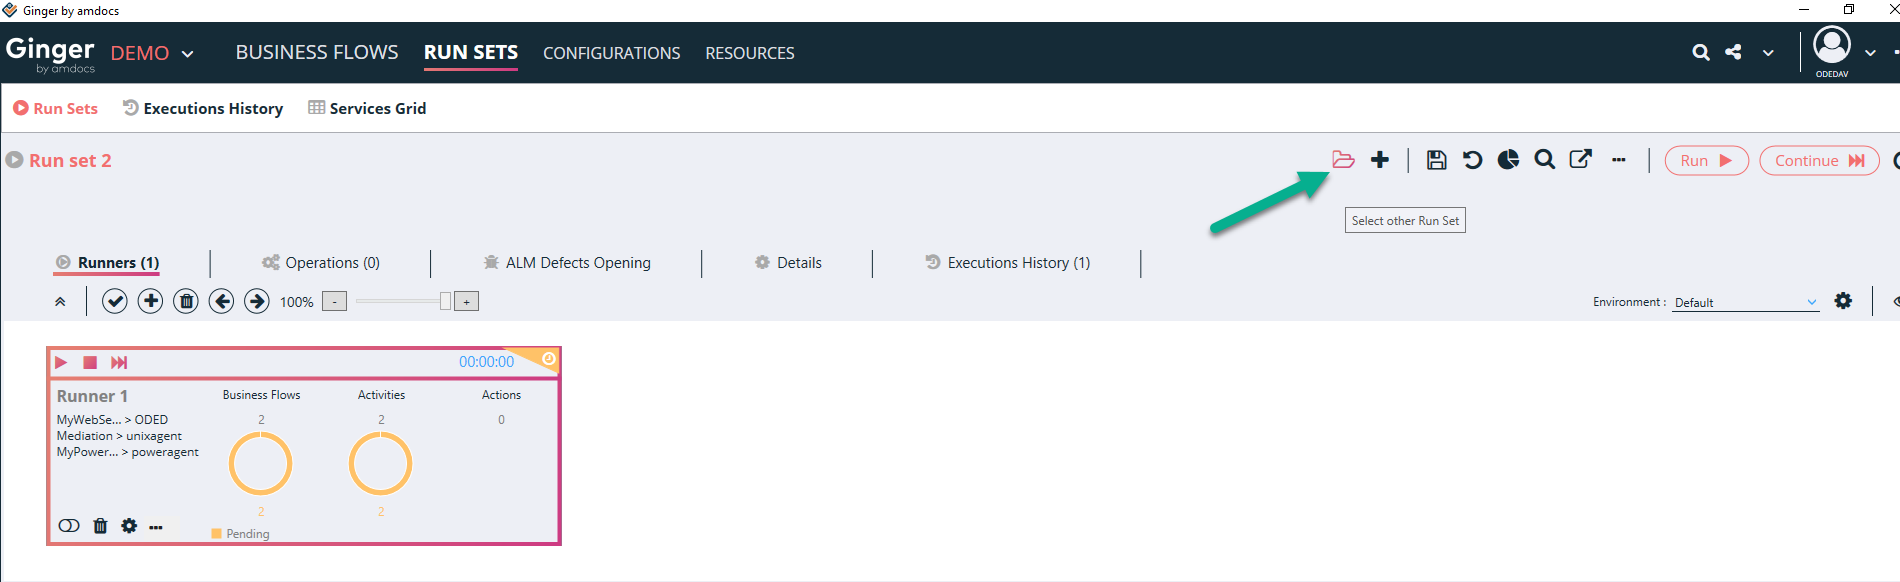 Ginger by amdocs
Ginger by amdocs DEMO BUSINESS FLOWS RUN SETS CONFIGURATIONS RESOURCES
ODEDAV
Run Sets Executions History Services Grid
Run set 2 Run Continue
Select other Run Set
Runners (1) Operations (0) ALM Defects Opening Details Executions History (1)
100% - + Environment : Default
00:00:00
Runner 1 Business Flows Activities Actions
MyWebSe... > ODED 2 2 0
Mediation > unixagent
MyPower... > poweragent
2 2
Pending